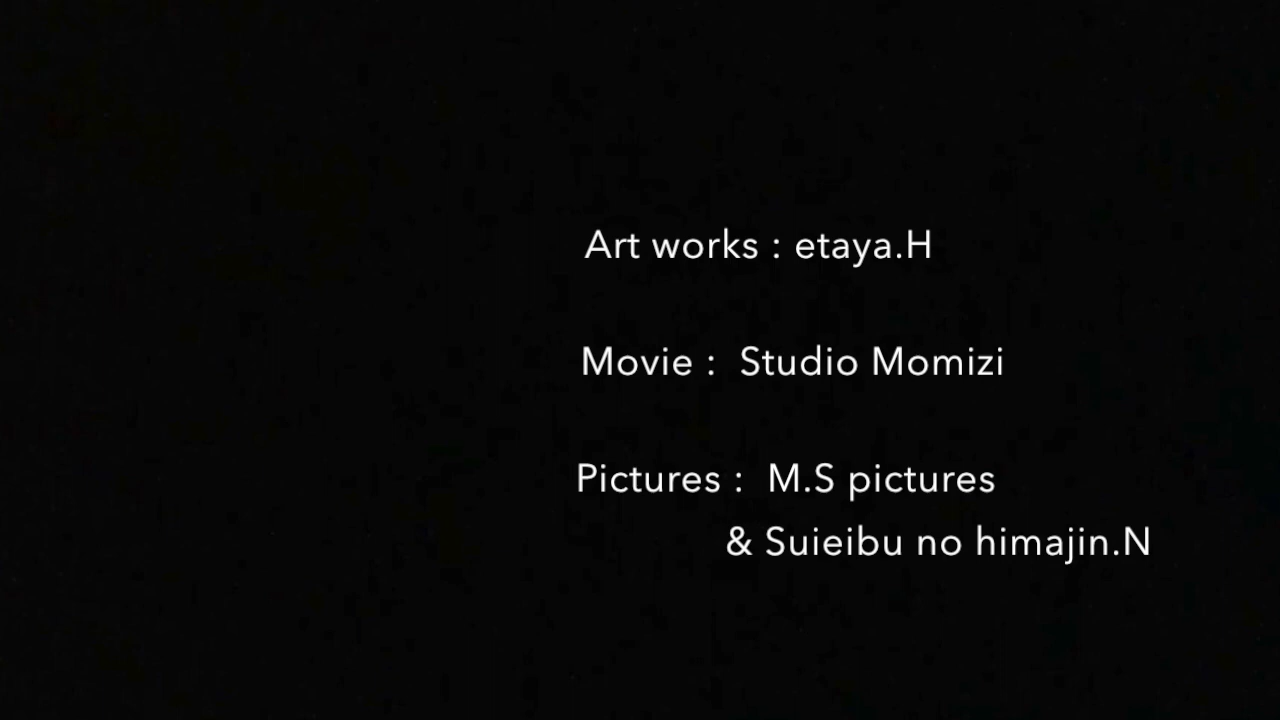 Art works : etaya.H
Movie :  Studio Momizi
Pictures :  M.S pictures
& Suieibu no himajin.N